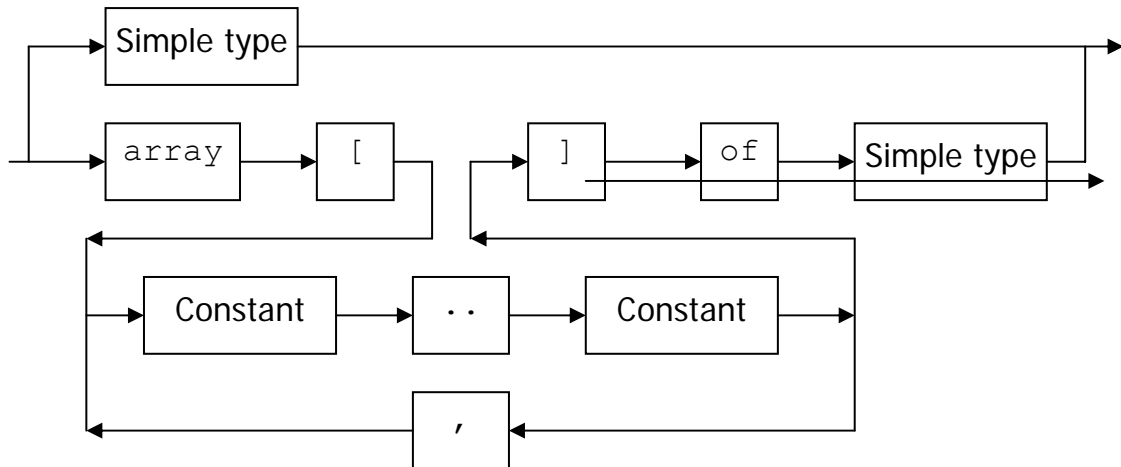 Simple type
array [ ] of Simple type
Constant .. Constant
,